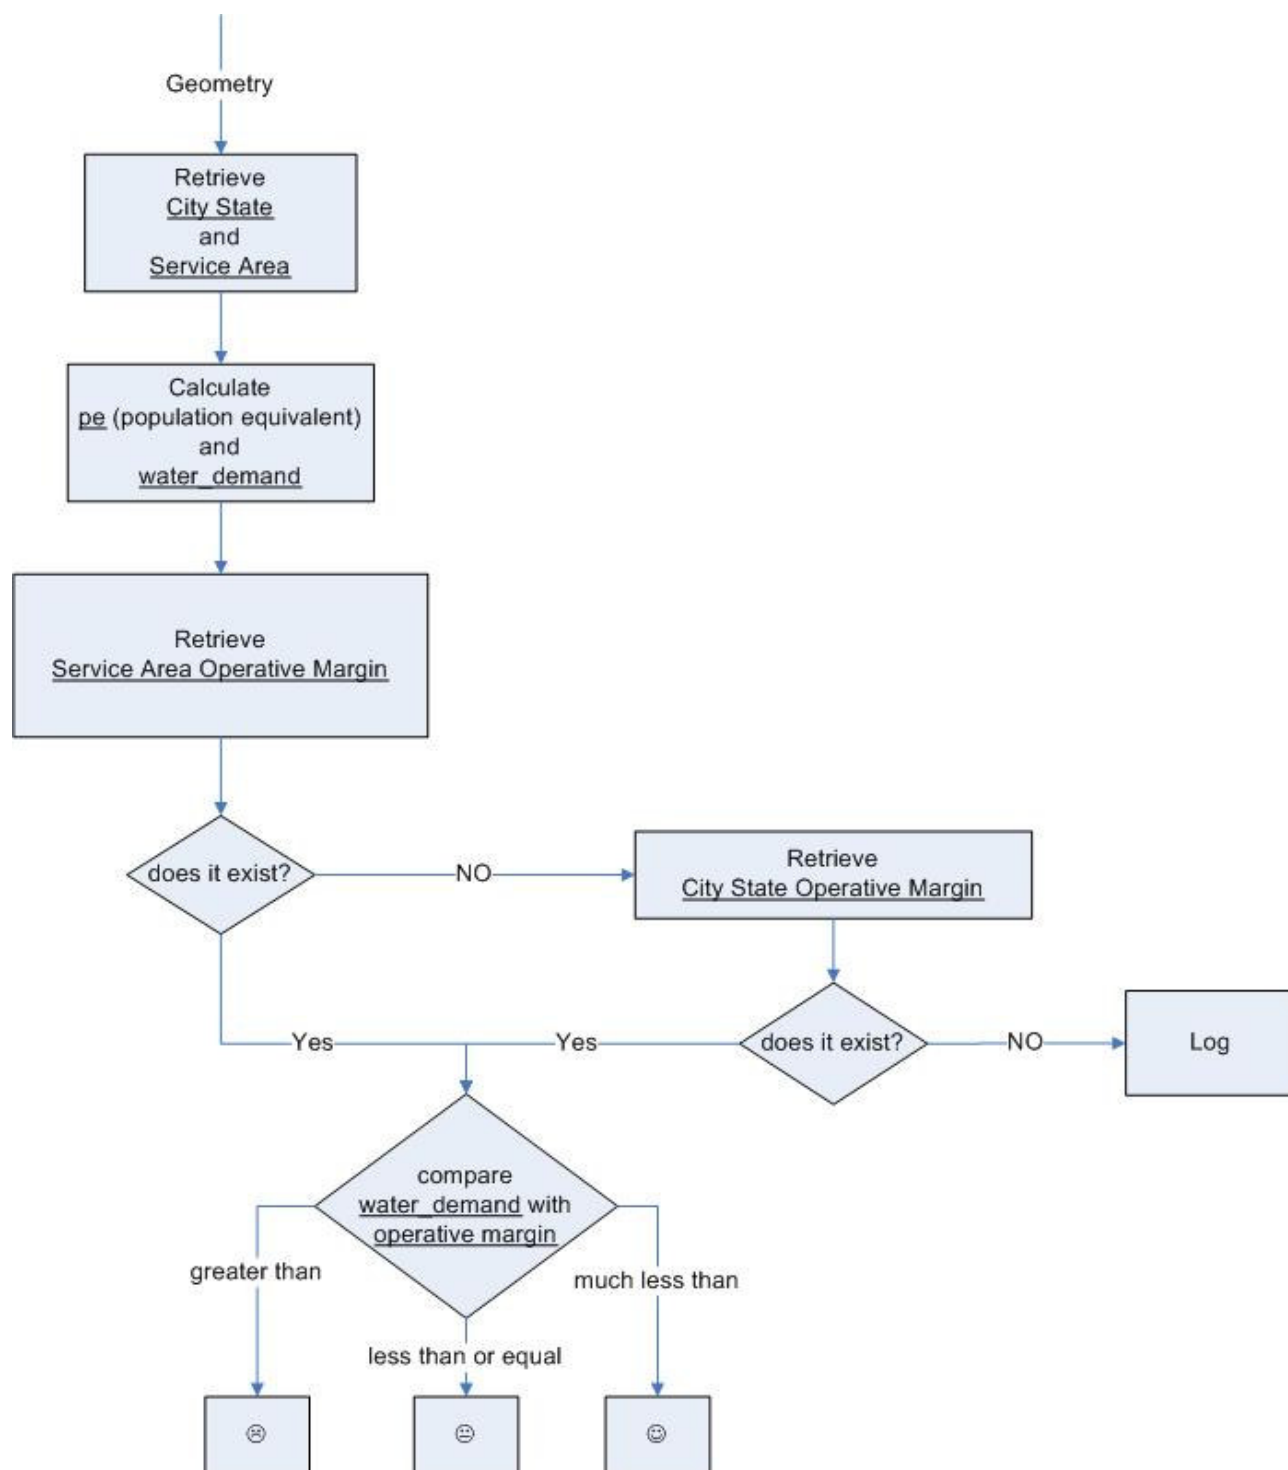 Geometry
Retrieve
City State
and
Service Area
Calculate
pe (population equivalent)
and
water_demand
Retrieve
Service Area Operative Margin
does it exist?
NO
Retrieve
City State Operative Margin
Yes
Yes
does it exist?
NO
Log
compare
water_demand with
operative margin
greater than
much less than
less than or equal
☹
😐
☺